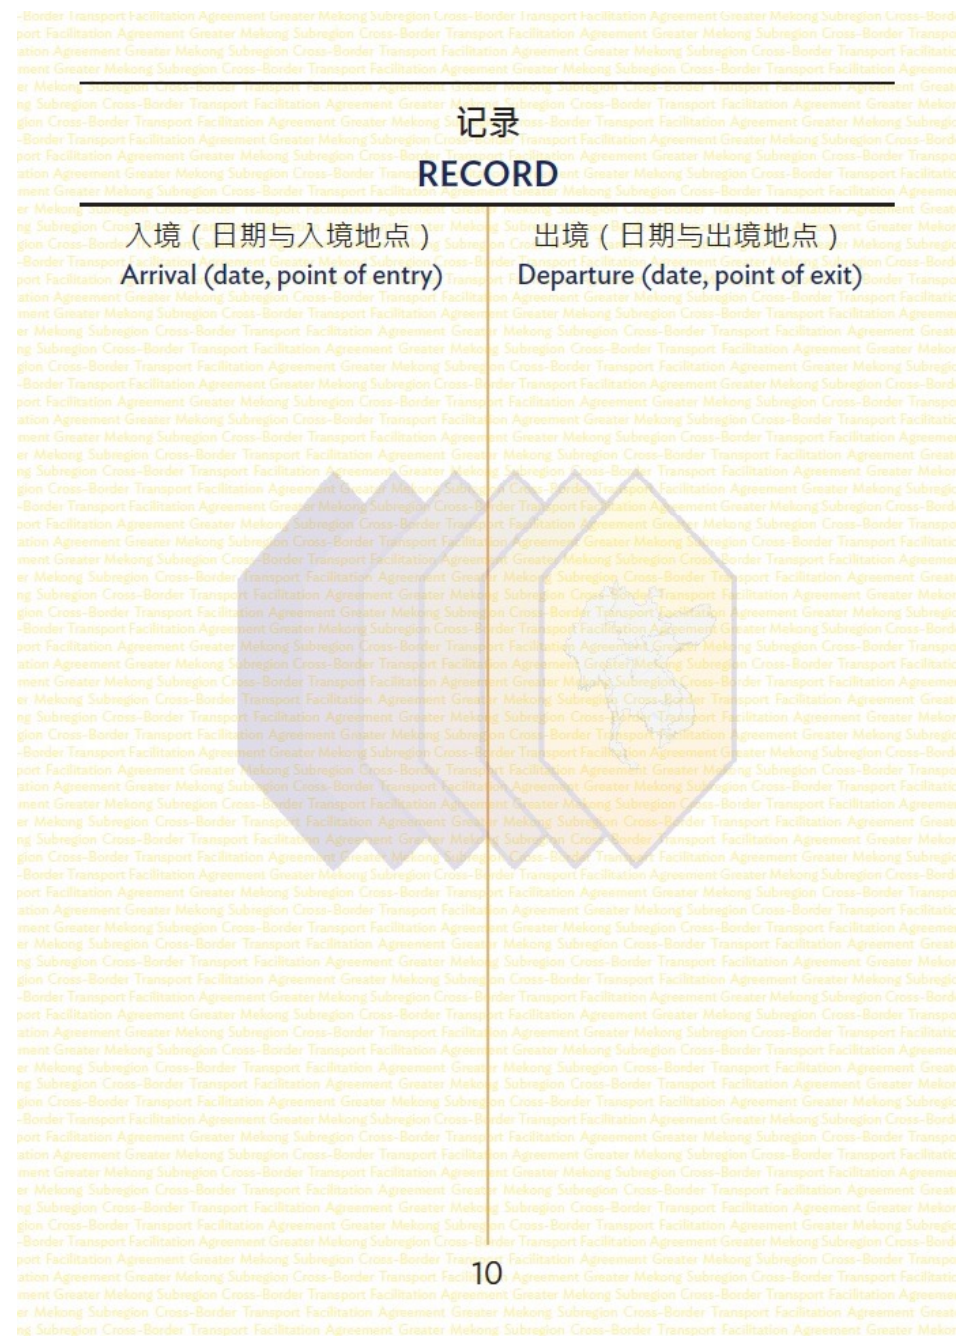 记录
RECORD
入境（日期与入境地点）
Arrival (date, point of entry)
出境（日期与出境地点）
Departure (date, point of exit)
10